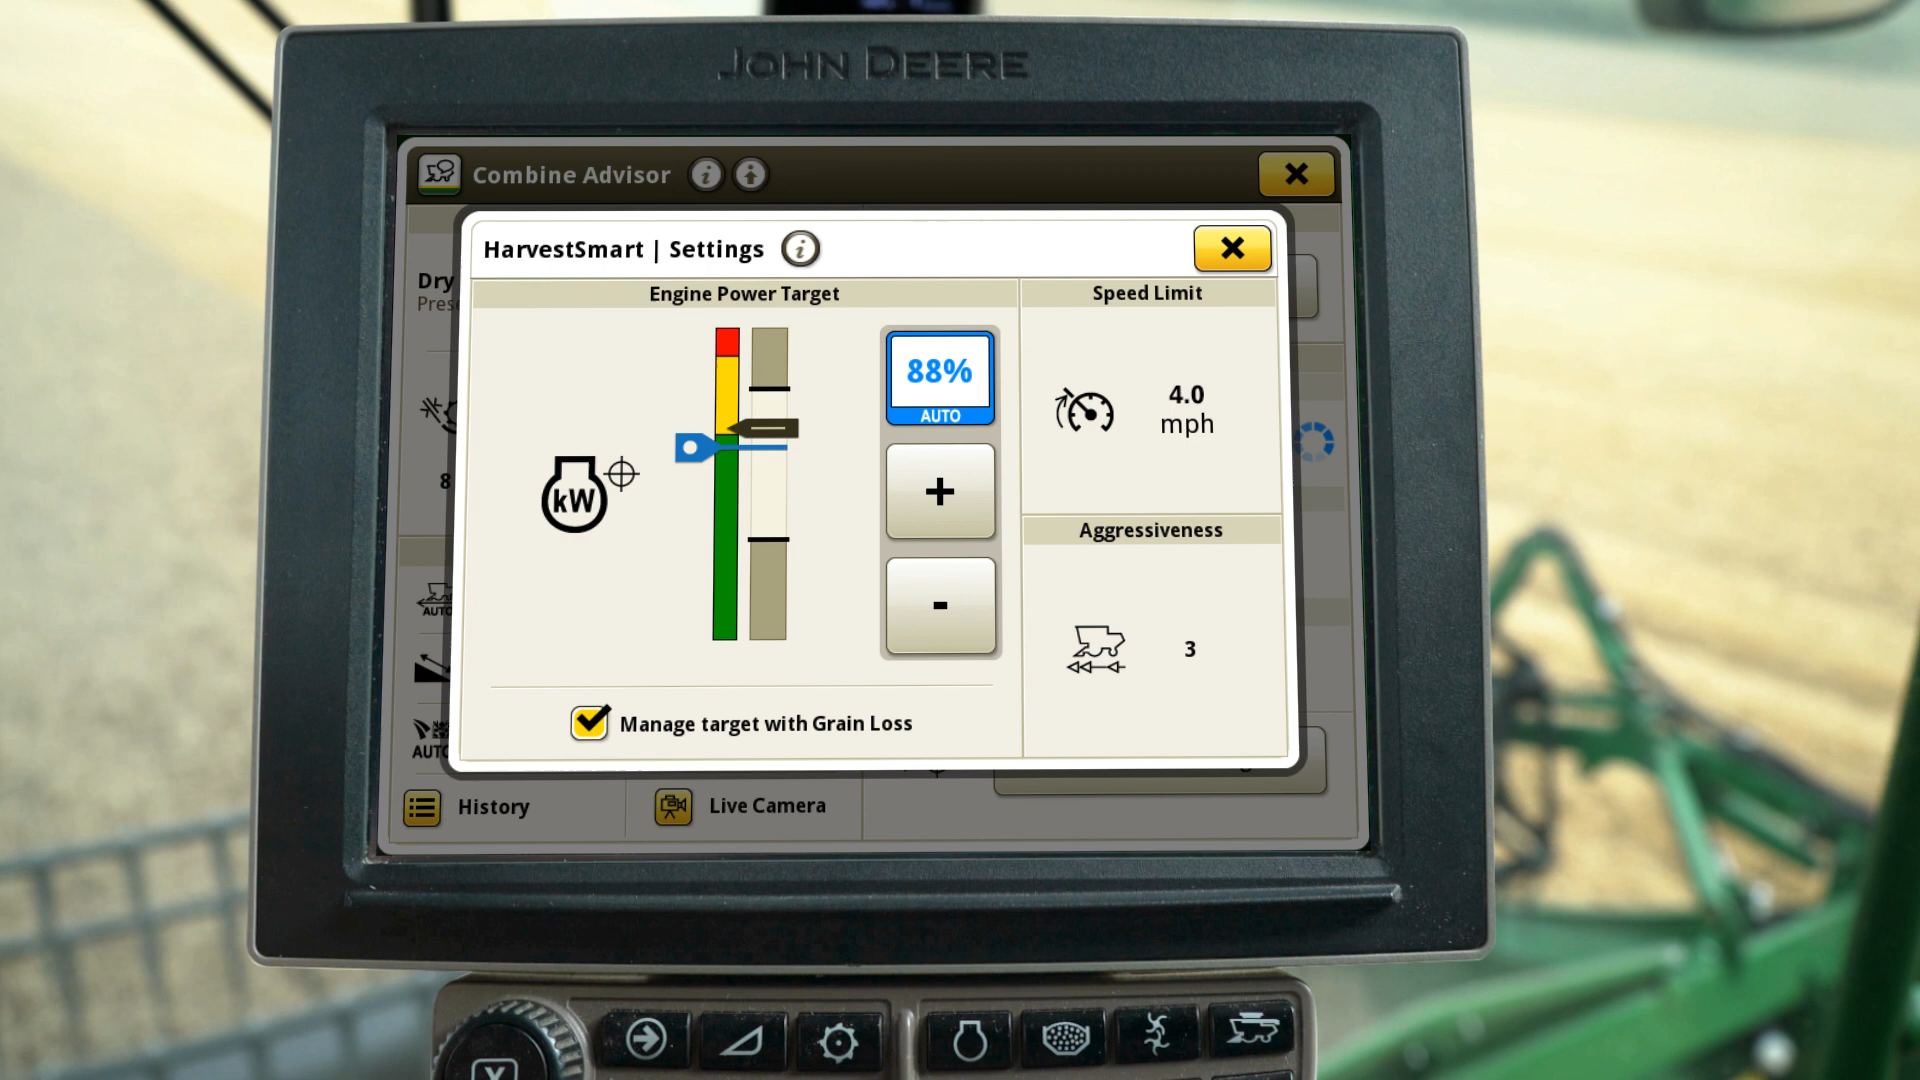 JOHN DEERE
Combine Advisor
HarvestSmart | Settings
Engine Power Target
Speed Limit
88%
AUTO
kW
+
-
4.0
mph
Aggressiveness
3
Manage target with Grain Loss
Dry
8
AUTO
History
Live Camera